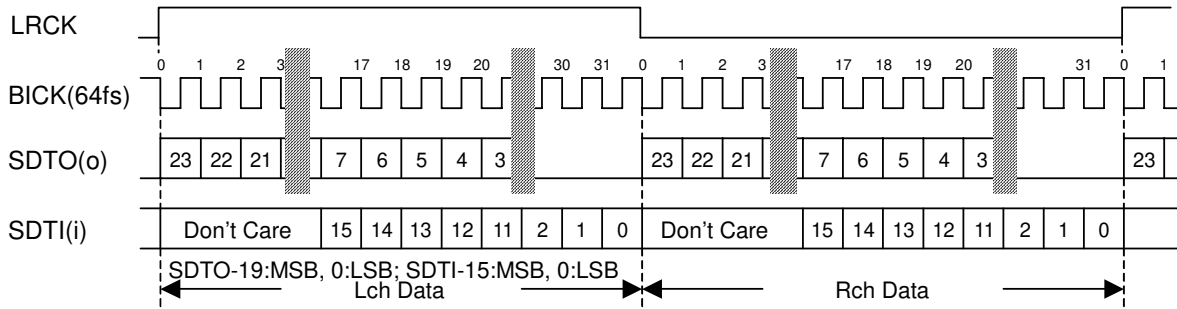 LRCK
0 1 2 3 17 18 19 20 30 31 0 1 2 3 17 18 19 20 31 0 1
BICK(64fs)
SDTO(o) 23 22 21 7 6 5 4 3 23 22 21 7 6 5 4 3 23
SDTI(i) Don't Care 15 14 13 12 11 2 1 0 Don't Care 15 14 13 12 11 2 1 0
SDTO-19:MSB, 0:LSB; SDTI-15:MSB, 0:LSB
Lch Data Rch Data